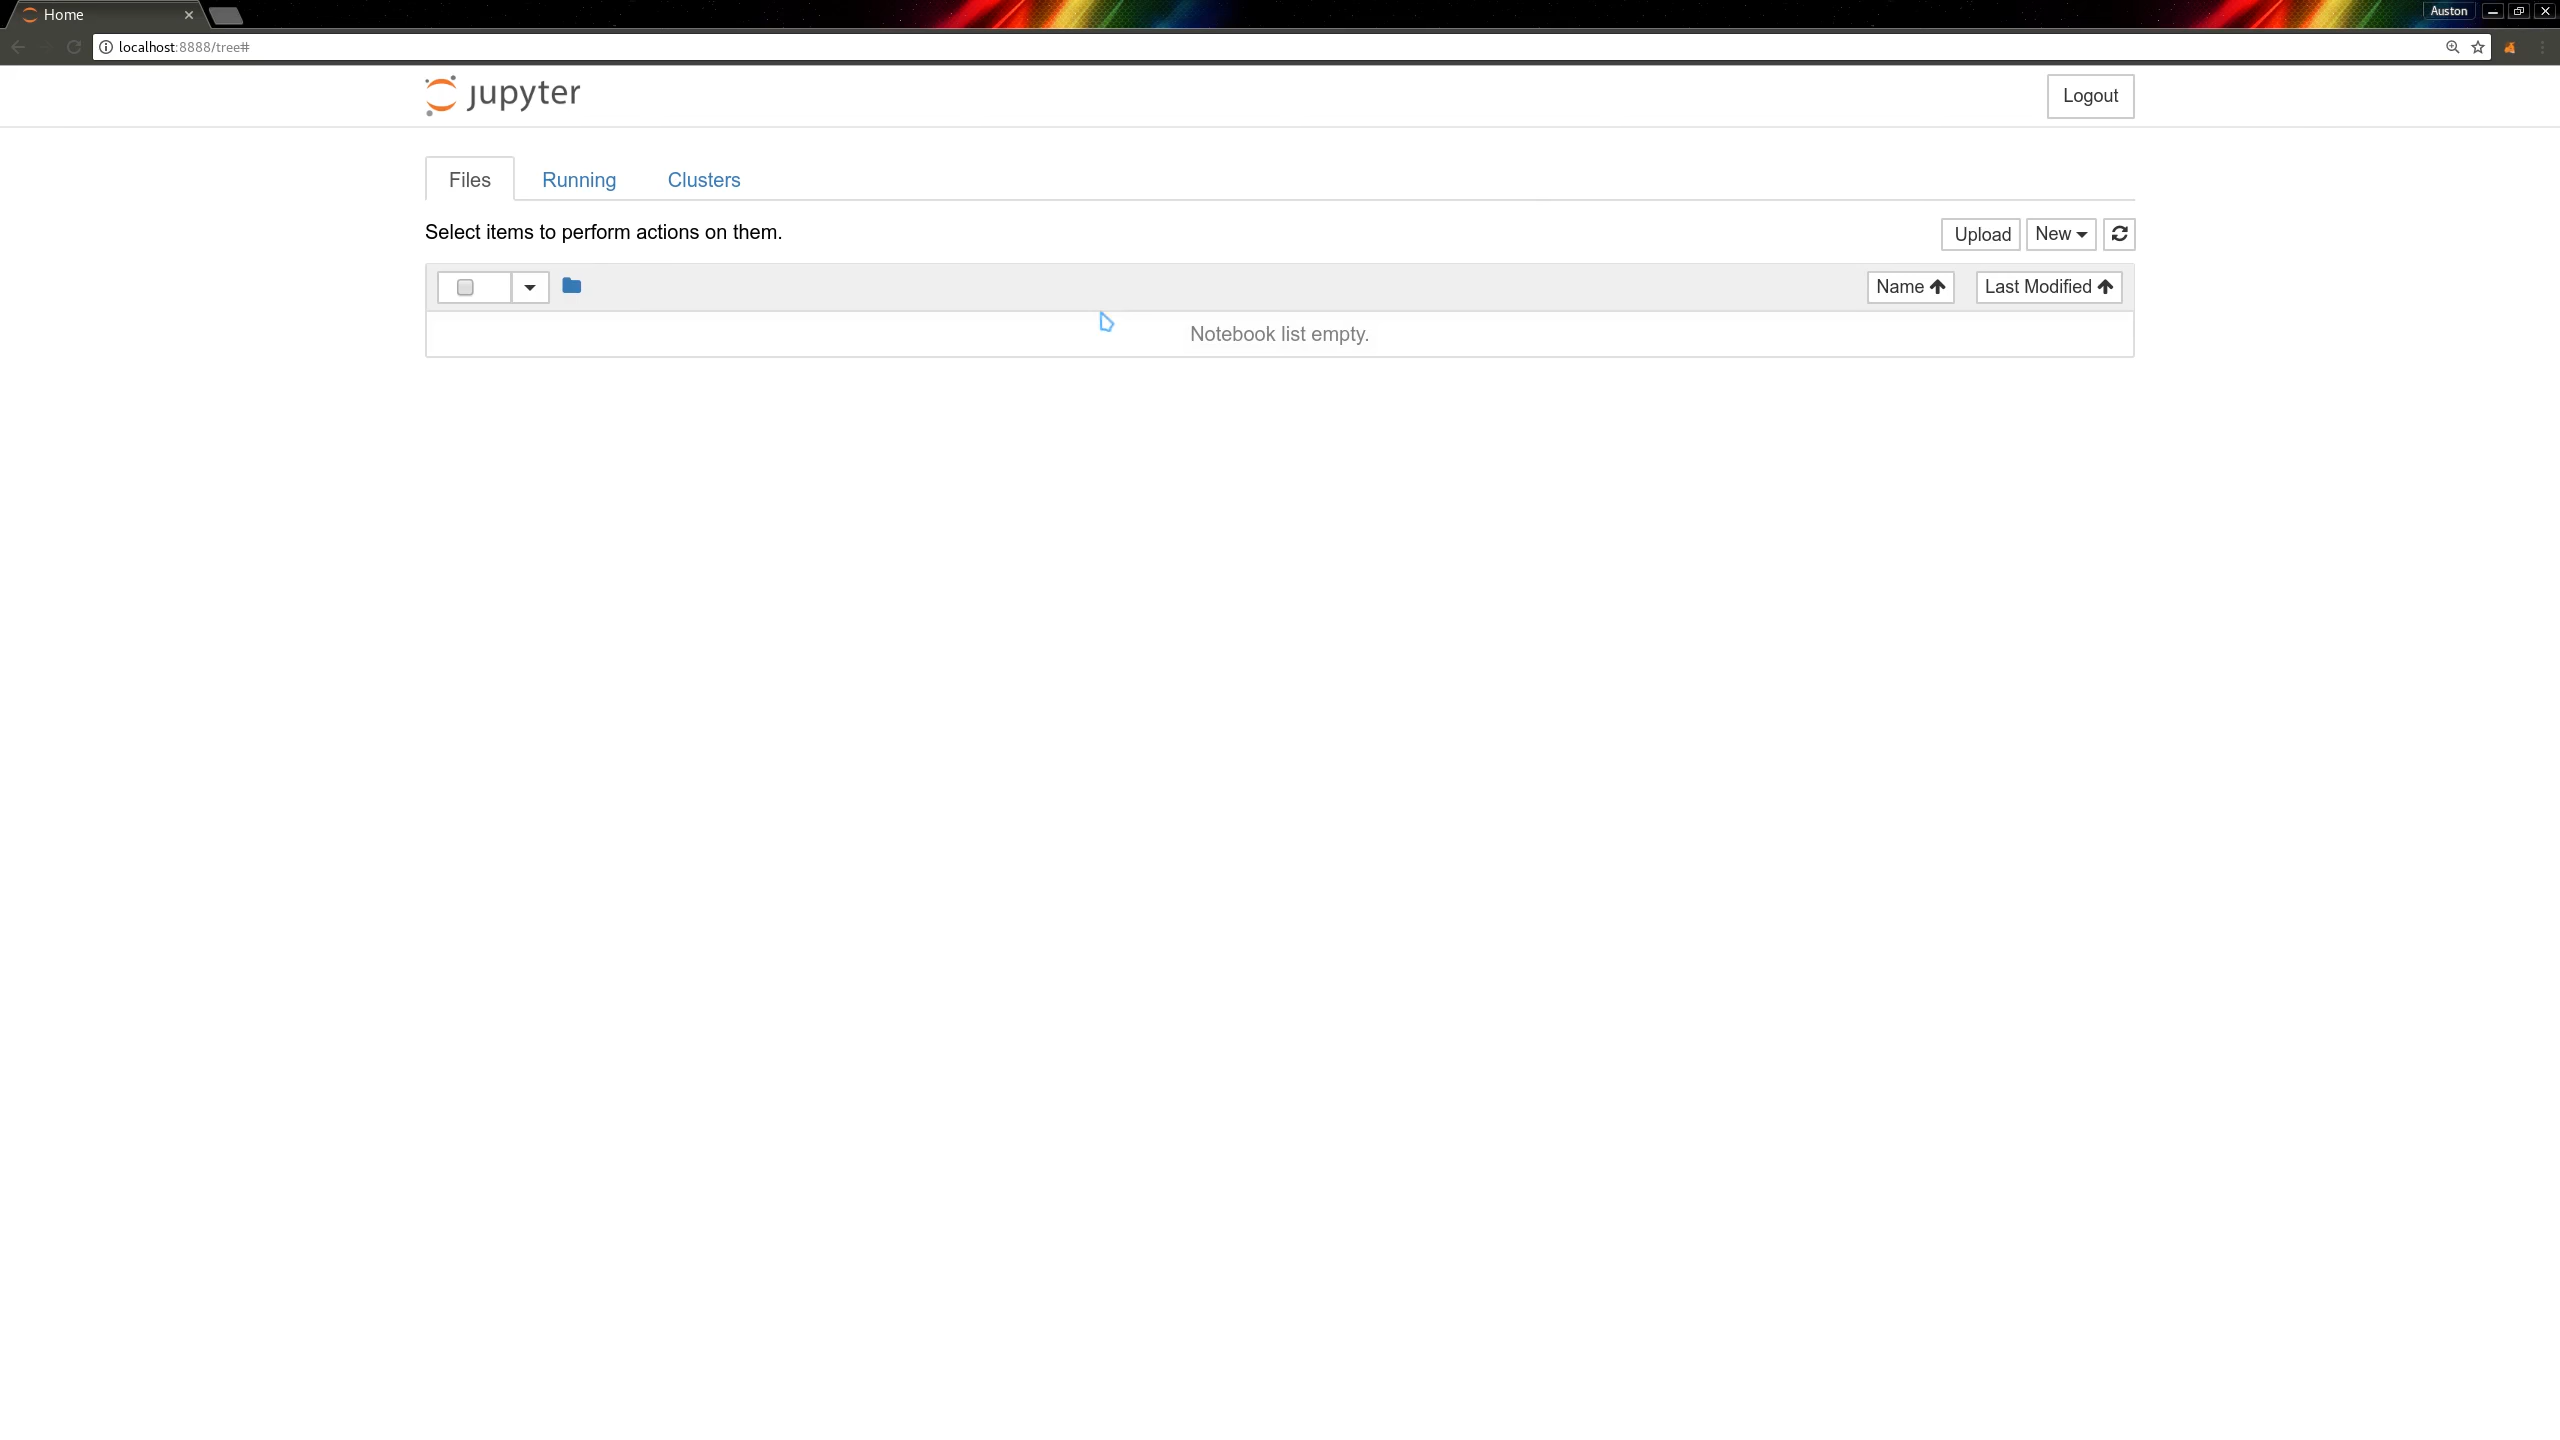 Home
Auston
localhost:8888/tree#
jupyter
Logout
Files Running Clusters
Select items to perform actions on them.
Upload New
Name Last Modified
Notebook list empty.